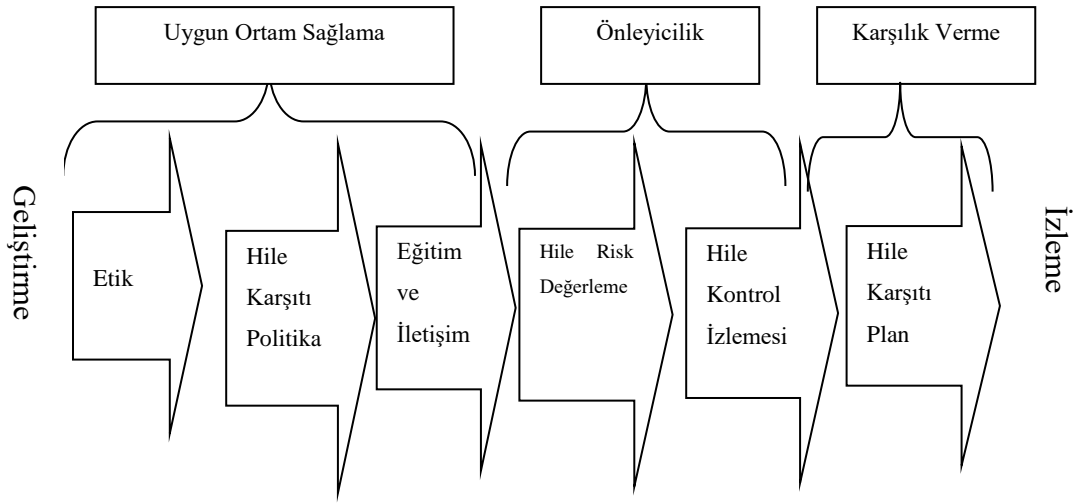 Uygun Ortam Sağlama
Önleyicilik
Karşılık Verme
Geliştirme
Etik
Hile
Karşıtı
Politika
Eğitim
ve
İletişim
Hile Risk
Değerleme
Hile
Kontrol
İzlemesi
Hile
Karşıtı
Plan
İzleme